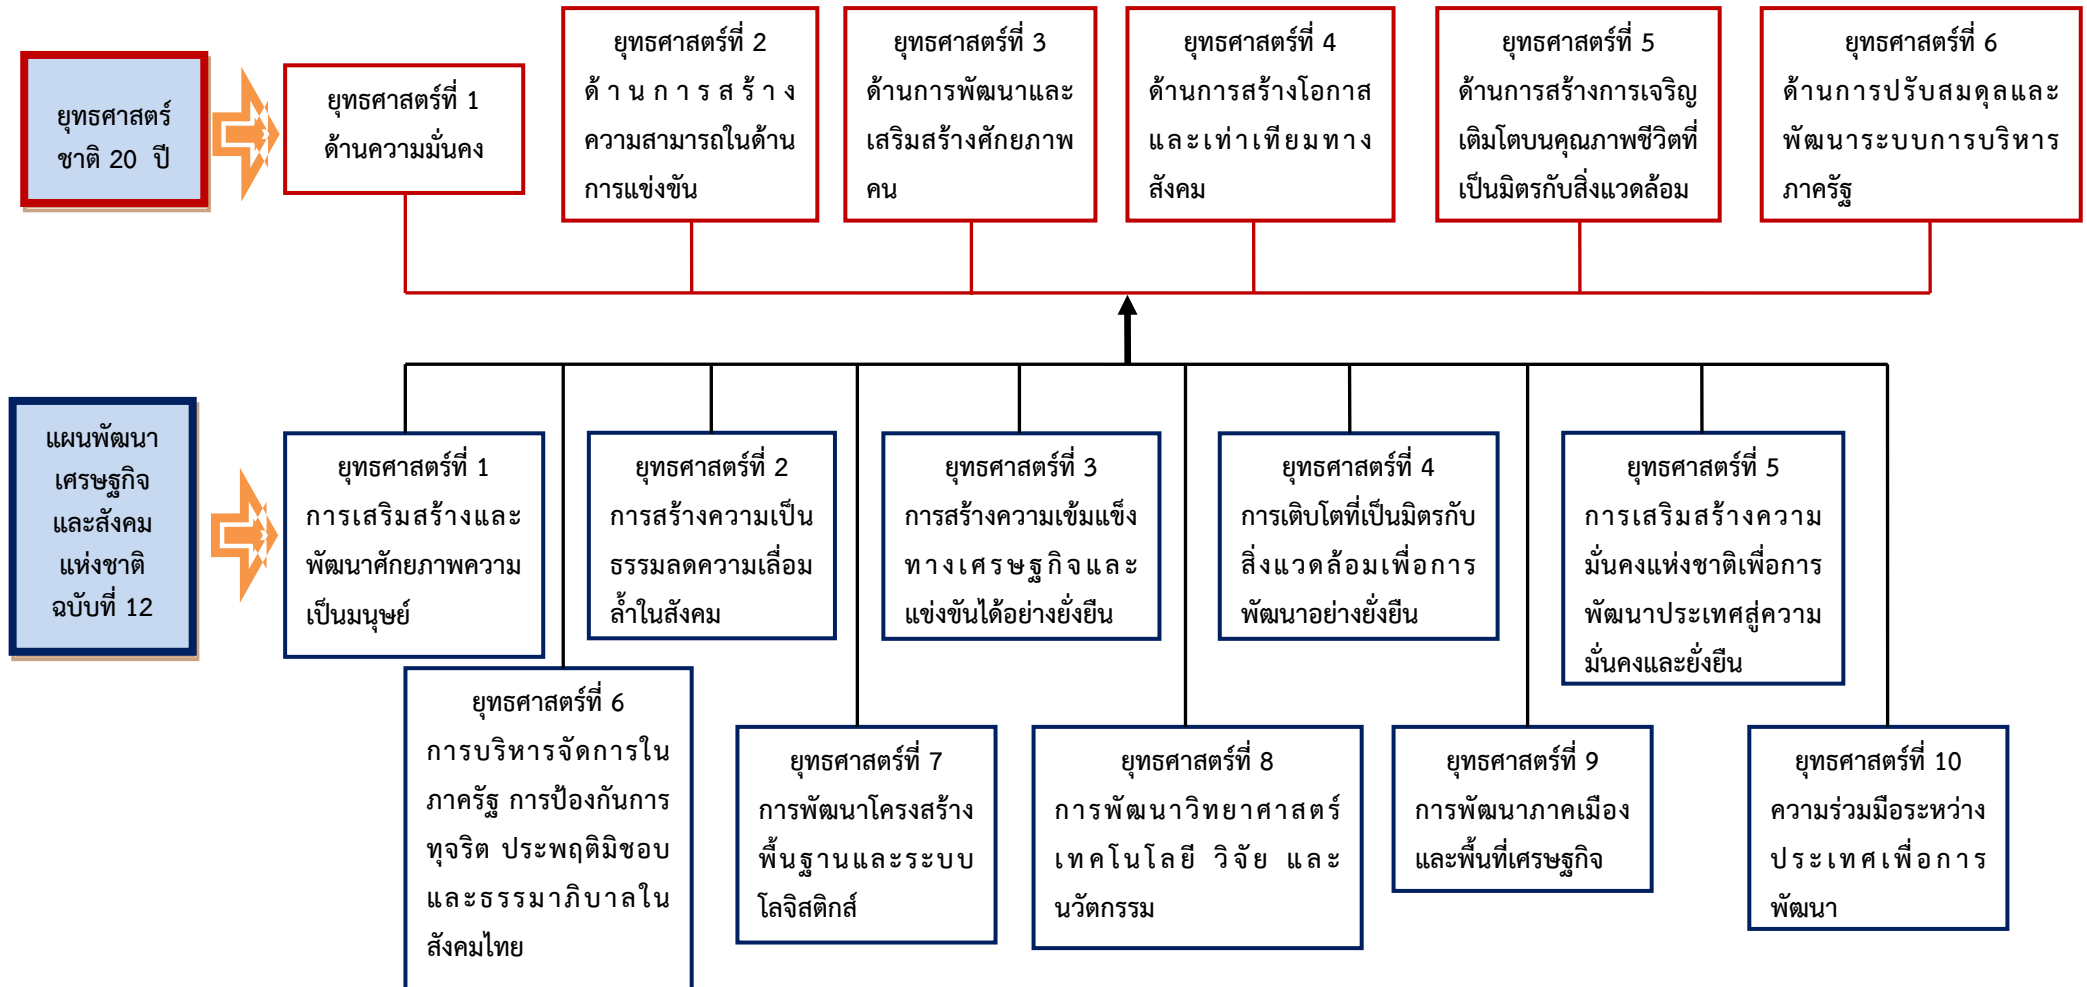 ยุทธศาสตร์
ชาติ 20 ปี
ยุทธศาสตร์ที่ 1
ด้านความมั่นคง
ยุทธศาสตร์ที่ 2
ด้านการสร้าง
ความสามารถในด้าน
การแข่งขัน
ยุทธศาสตร์ที่ 3
ด้านการพัฒนาและ
เสริมสร้างศักยภาพ
คน
ยุทธศาสตร์ที่ 4
ด้านการสร้างโอกาส
และเท่าเทียมทาง
สังคม
ยุทธศาสตร์ที่ 5
ด้านการสร้างการเจริญ
เติมโตบนคุณภาพชีวิตที่
เป็นมิตรกับสิ่งแวดล้อม
ยุทธศาสตร์ที่ 6
ด้านการปรับสมดุลและ
พัฒนาระบบการบริหาร
ภาครัฐ
แผนพัฒนา
เศรษฐกิจ
และสังคม
แห่งชาติ
ฉบับที่ 12
ยุทธศาสตร์ที่ 1
การเสริมสร้างและ
พัฒนาศักยภาพความ
เป็นมนุษย์
ยุทธศาสตร์ที่ 2
การสร้างความเป็น
ธรรมลดความเลื่อม
ล้ำในสังคม
ยุทธศาสตร์ที่ 3
การสร้างความเข้มแข็ง
ทางเศรษฐกิจและ
แข่งขันได้อย่างยั่งยืน
ยุทธศาสตร์ที่ 4
การเติบโตที่เป็นมิตรกับ
สิ่งแวดล้อมเพื่อการ
พัฒนาอย่างยั่งยืน
ยุทธศาสตร์ที่ 5
การเสริมสร้างความ
มั่นคงแห่งชาติเพื่อการ
พัฒนาประเทศสู่ความ
มั่นคงและยั่งยืน
ยุทธศาสตร์ที่ 6
การบริหารจัดการใน
ภาครัฐ การป้องกันการ
ทุจริต ประพฤติมิชอบ
และธรรมาภิบาลใน
สังคมไทย
ยุทธศาสตร์ที่ 7
การพัฒนาโครงสร้าง
พื้นฐานและระบบ
โลจิสติกส์
ยุทธศาสตร์ที่ 8
การพัฒนาวิทยาศาสตร์
เทคโนโลยี วิจัย และ
นวัตกรรม
ยุทธศาสตร์ที่ 9
การพัฒนาภาคเมือง
และพื้นที่เศรษฐกิจ
ยุทธศาสตร์ที่ 10
ความร่วมมือระหว่าง
ประเทศเพื่อการ
พัฒนา